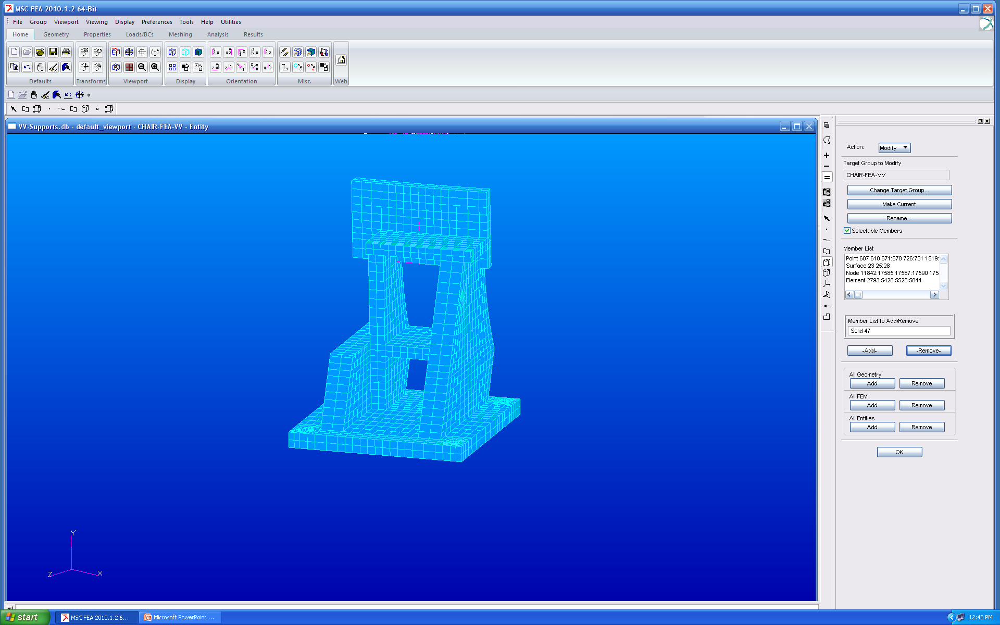 MSC FEA 2010.1.2 64-Bit
File Group Viewport Viewing Display Preferences Tools Help Utilities
Home Geometry Properties Loads/BCs Meshing Analysis Results
Defaults Transforms Viewport Display Orientation Misc. Web
VV-Supports.db - default_viewport - CHAIR-FEA-VV - Entity
Action: Modify
Target Group to Modify
CHAIR-FEA-VV
Change Target Group...
Make Current
Rename...
Selectable Members
Member List
Point 607 610 671:678 726:731 1519:
Surface 23 25:28
Node 11842:17585 17587:17590 175
Element 2793:5428 5525:5844
Member List to Add/Remove
Solid 47
-Add- -Remove-
All Geometry
Add Remove
All FEM
Add Remove
All Entities
Add Remove
OK
Y
Z X
start MSC FEA 2010.1.2 6... Microsoft PowerPoint ... 12:48 PM